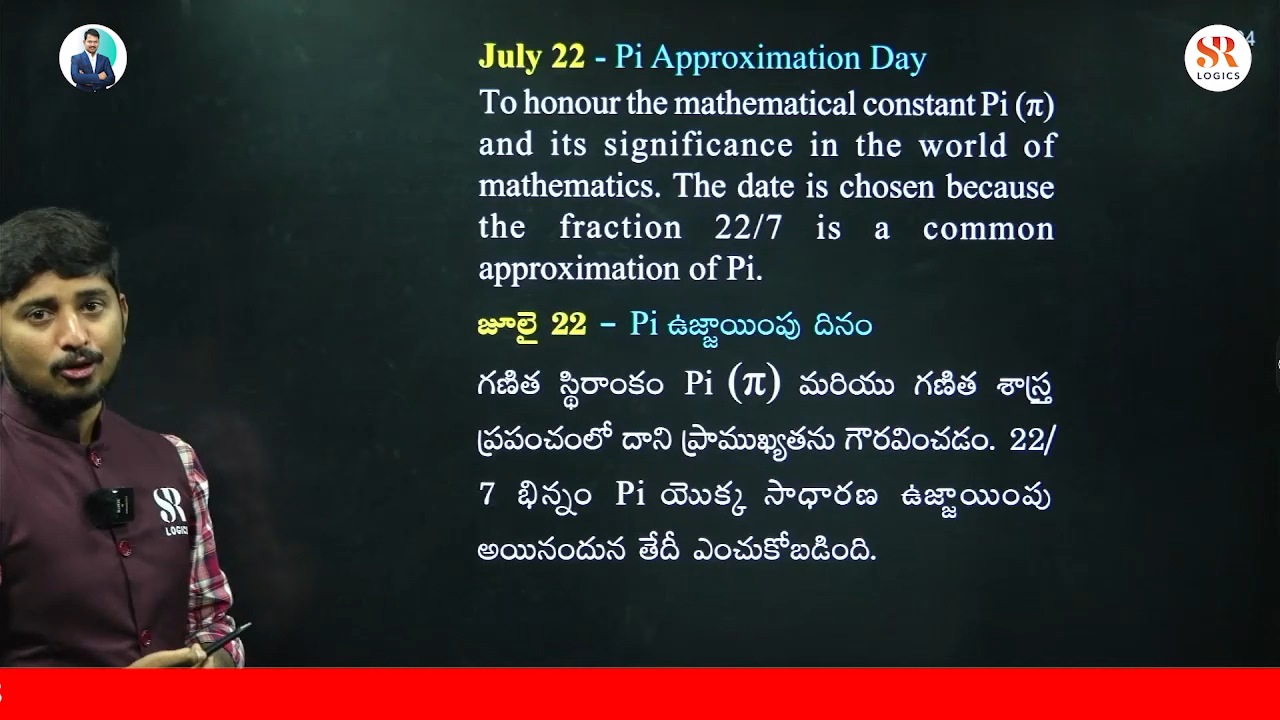 July 22 - Pi Approximation Day
SR
LOGICS
To honour the mathematical constant Pi (π)
and its significance in the world of
mathematics. The date is chosen because
the fraction 22/7 is a common
approximation of Pi.
జూలై 22 – Pi ఉజ్జాయింపు దినం
గణిత స్థిరాంకం Pi (π) మరియు గణిత శాస్త్ర
ప్రపంచంలో దాని ప్రాముఖ్యతను గౌరవించడం. 22/
7 భిన్నం Pi యొక్క సాధారణ ఉజ్జాయింపు
అయినందున తేదీ ఎంచుకోబడింది.
SR
LOGICS